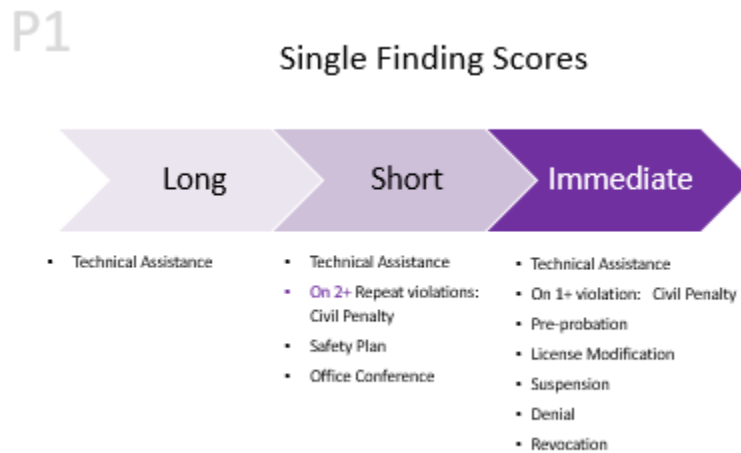 P1
Single Finding Scores
Long
Short
Immediate
▪ Technical Assistance
▪ Technical Assistance
▪ On 2+ Repeat violations:
Civil Penalty
▪ Safety Plan
▪ Office Conference
▪ Technical Assistance
▪ On 1+ violation: Civil Penalty
▪ Pre-probation
▪ License Modification
▪ Suspension
▪ Denial
▪ Revocation